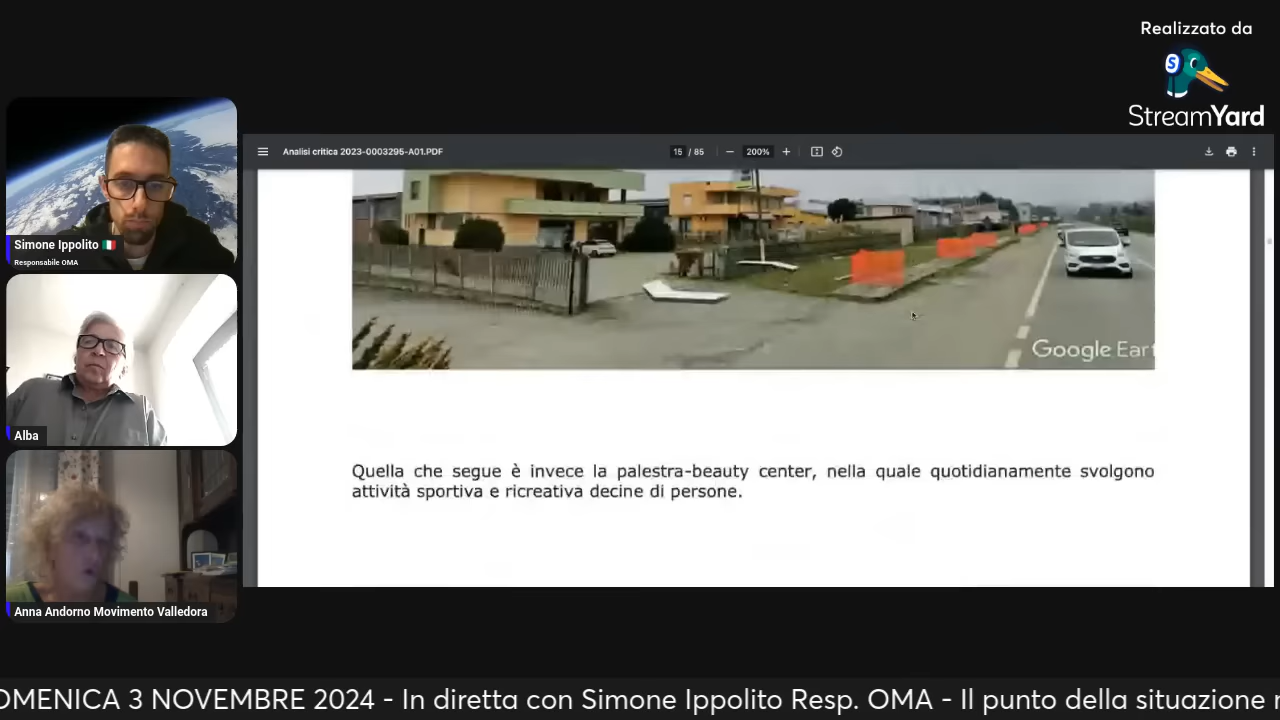 Realizzato da
StreamYard
Analisi critica 2023-0003295-A01.PDF
15 / 85
200%
Simone Ippolito
Responsabile OMA
Alba
Anna Andorno Movimento Valledora
Google Ear
Quella che segue è invece la palestra-beauty center, nella quale quotidianamente svolgono
attività sportiva e ricreativa decine di persone.
OMENICA 3 NOVEMBRE 2024 - In diretta con Simone Ippolito Resp. OMA - Il punto della situazione